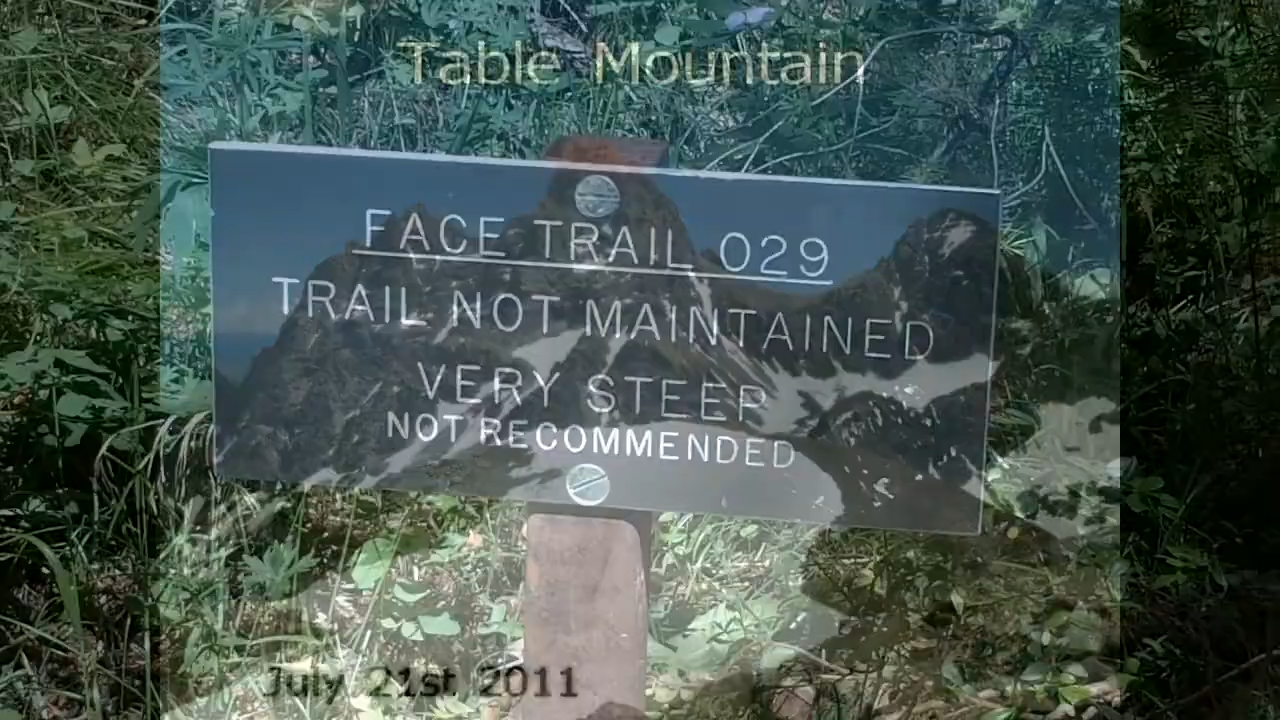 Table Mountain
FACE TRAIL 029
TRAIL NOT MAINTAINED
VERY STEEP
NOT RECOMMENDED
July 21st 2011